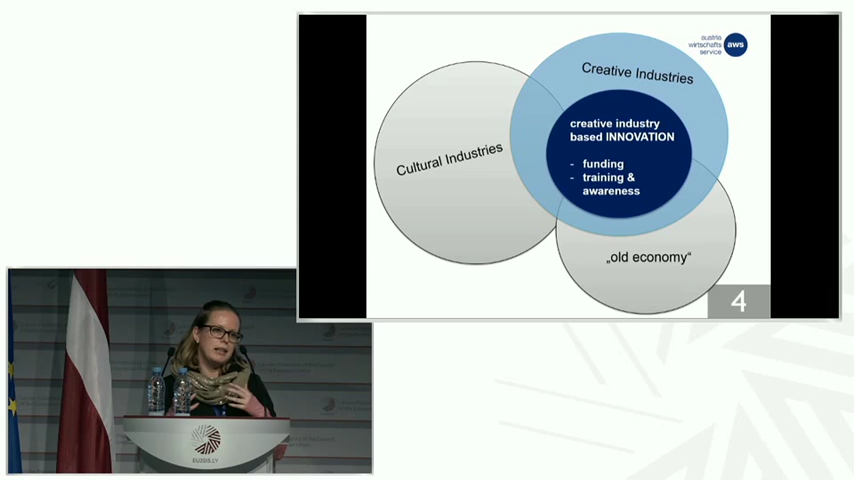 austria
wirtschafts
service
aws
Creative Industries
creative industry
based INNOVATION
- funding
- training &
awareness
Cultural Industries
„old economy“
4
EU2015.LV